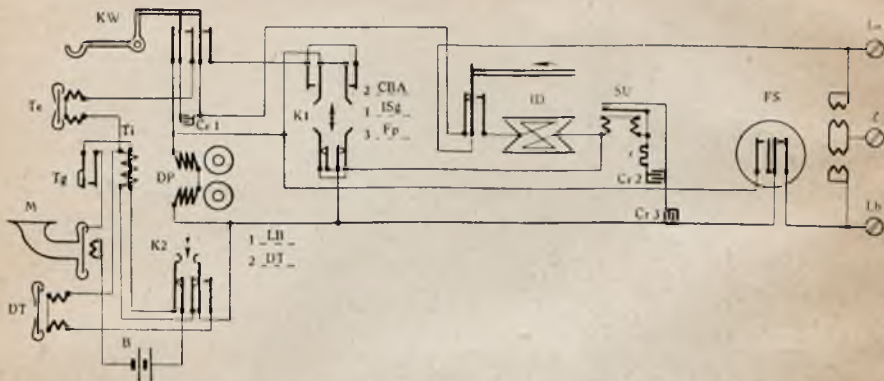 KW
Te
Ti
Tg
M
DT
B
Cr 1
DP
K2
K1
2 CBA
1 ISg
3 Fp
1 LB
2 DT
ID
SU
Cr 2
Cr 3
FS
Lb